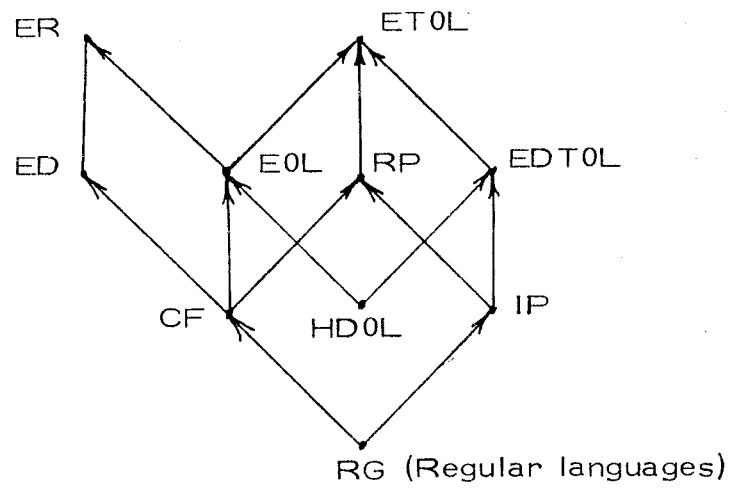 ER
ET0L
ED
E0L
RP
EDT0L
CF
HD0L
IP
RG (Regular languages)